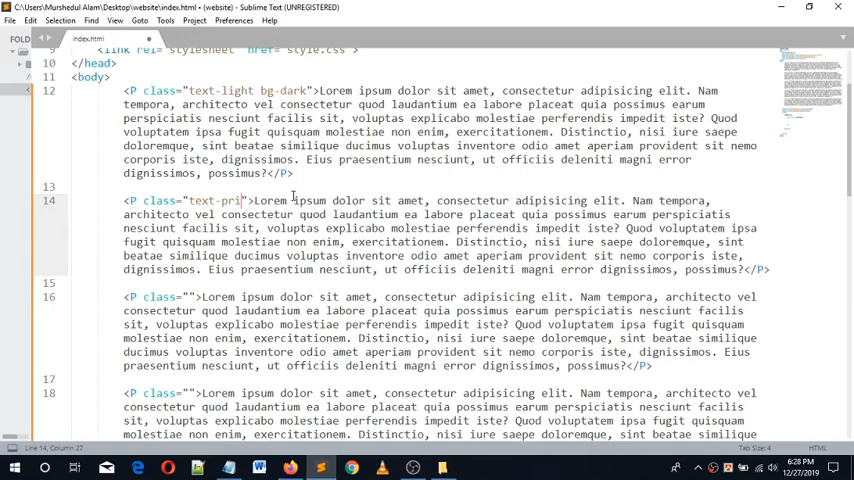 C:\Users\Murshedul Alam\Desktop\website\index.html • (website) - Sublime Text (UNREGISTERED)
File Edit Selection Find View Goto Tools Project Preferences Help
FOLD
index.html
9 <link rel="stylesheet" href="style.css">
10 </head>
11 <body>
12 <P class="text-light bg-dark">Lorem ipsum dolor sit amet, consectetur adipisicing elit. Nam
tempora, architecto vel consectetur quod laudantium ea labore placeat quia possimus earum
perspiciatis nesciunt facilis sit, voluptas explicabo molestiae perferendis impedit iste? Quod
voluptatem ipsa fugit quisquam molestiae non enim, exercitationem. Distinctio, nisi iure saepe
doloremque, sint beatae similique ducimus voluptas inventore odio amet aperiam provident sit nemo
corporis iste, dignissimos. Eius praesentium nesciunt, ut officiis deleniti magni error in
dignissimos, possimus?</P>
13
14 <P class="text-pri">Lorem ipsum dolor sit amet, consectetur adipisicing elit. Nam tempora,
architecto vel consectetur quod laudantium ea labore placeat quia possimus earum perspiciatis
nesciunt facilis sit, voluptas explicabo molestiae perferendis impedit iste? Quod voluptatem ipsa
fugit quisquam molestiae non enim, exercitationem. Distinctio, nisi iure saepe doloremque, sint
beatae similique ducimus voluptas inventore odio amet aperiam provident sit nemo corporis iste,
dignissimos. Eius praesentium nesciunt, ut officiis deleniti magni error in dignissimos, possimus?</P>
15
16 <P class="">Lorem ipsum dolor sit amet, consectetur adipisicing elit. Nam tempora, architecto vel
consectetur quod laudantium ea labore placeat quia possimus earum perspiciatis nesciunt facilis
sit, voluptas explicabo molestiae perferendis impedit iste? Quod voluptatem ipsa fugit quisquam
molestiae non enim, exercitationem. Distinctio, nisi iure saepe doloremque, sint beatae similique
ducimus voluptas inventore odio amet aperiam provident sit nemo corporis iste, dignissimos. Eius
praesentium nesciunt, ut officiis deleniti magni error in dignissimos, possimus?</P>
17
18 <P class="">Lorem ipsum dolor sit amet, consectetur adipisicing elit. Nam tempora, architecto vel
consectetur quod laudantium ea labore placeat quia possimus earum perspiciatis nesciunt facilis
sit, voluptas explicabo molestiae perferendis impedit iste? Quod voluptatem ipsa fugit quisquam
molestiae non enim, exercitationem. Distinctio, nisi iure saepe doloremque, sint beatae similique
Line 14, Column 27
Tab Size: 4
HTML
6:28 PM
12/27/2019